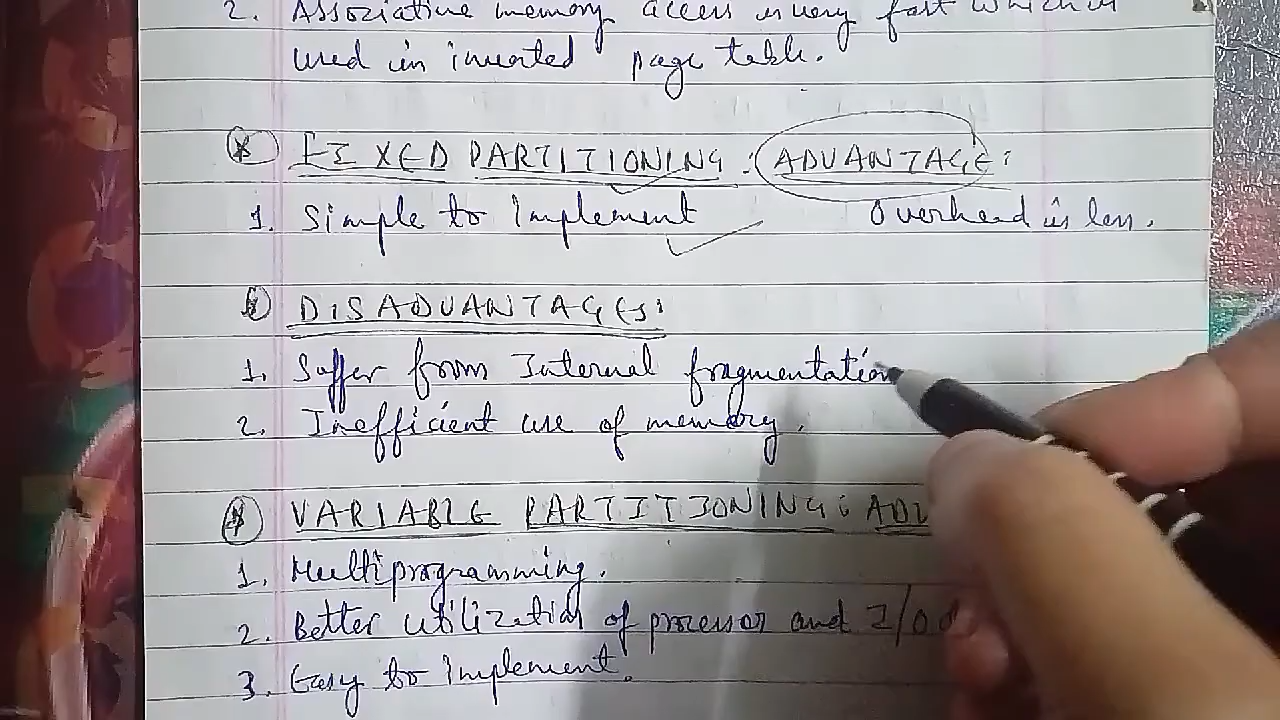 2. Associative memory access is very fast which is
used in inverted page table.
FIXED PARTITIONING : ADVANTAGE:
1. Simple to Implement Overhead is less.
DISADVANTAGES:
1. Suffer from Internal fragmentation
2. Inefficient use of memory.
VARIABLE PARTITIONING : ADV
1. Multiprogramming.
2. Better utilization of processor and I/O d
3. Easy to Implement.